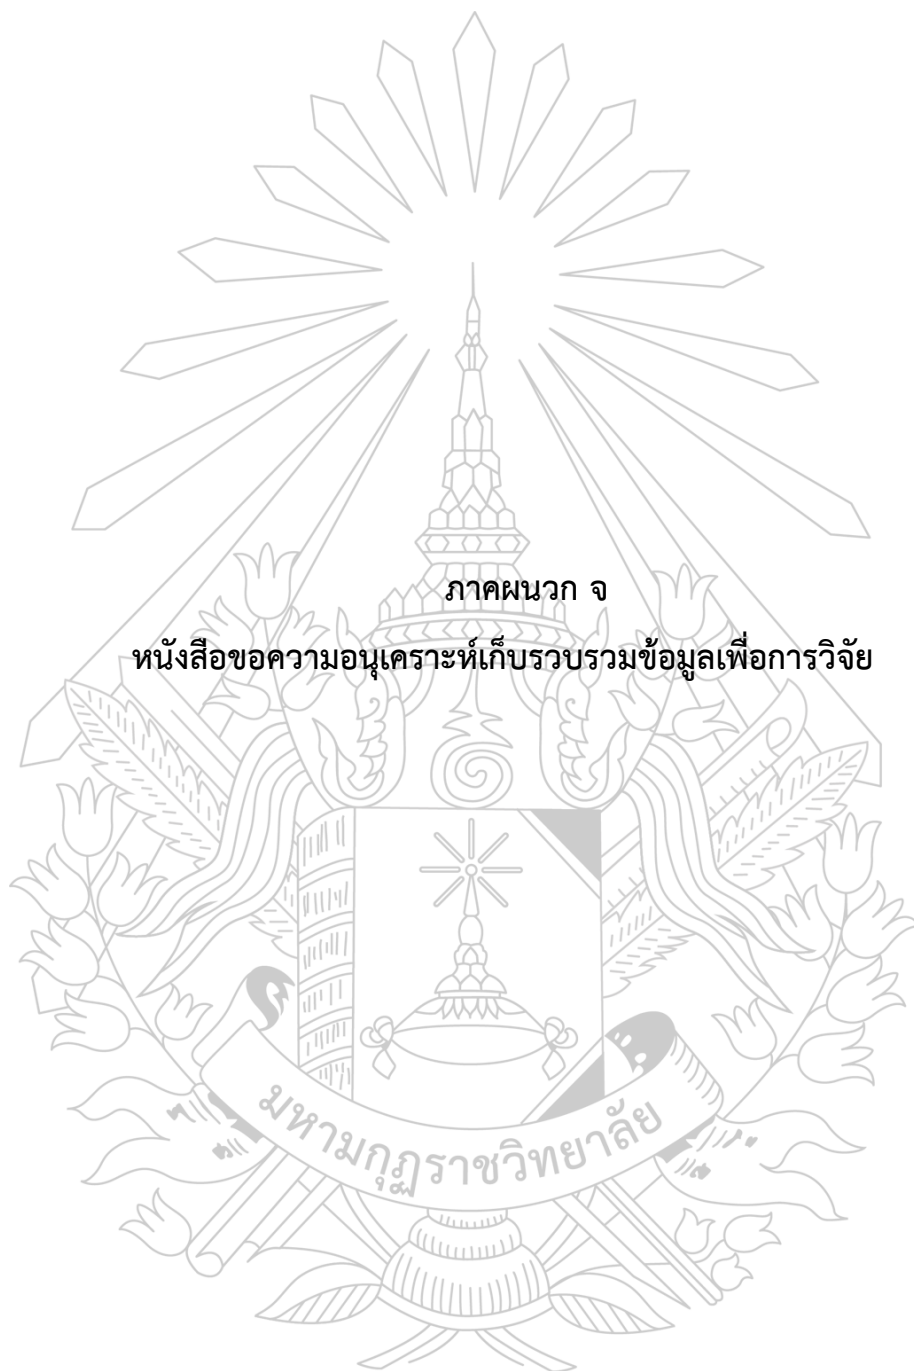 ภาคผนวก จ
หนังสือขอความอนุเคราะห์เก็บรวบรวมข้อมูลเพื่อการวิจัย
มหามกุฏราชวิทยาลัย